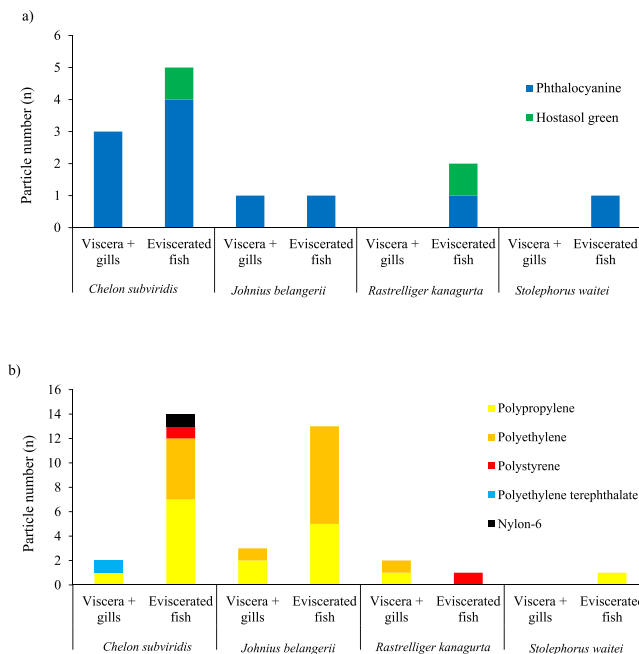 a)
6
5
4
3
2
1
0
Particle number (n)
Phthalocyanine
Hostasol green
Viscera + gills
Eviscerated fish
Viscera + gills
Eviscerated fish
Viscera + gills
Eviscerated fish
Viscera + gills
Eviscerated fish
Chelon subviridis
Johnius belangerii
Rastrelliger kanagurta
Stolephorus waitei
b)
16
14
12
10
8
6
4
2
0
Particle number (n)
Polypropylene
Polyethylene
Polystyrene
Polyethylene terephthalate
Nylon-6
Viscera + gills
Eviscerated fish
Viscera + gills
Eviscerated fish
Viscera + gills
Eviscerated fish
Viscera + gills
Eviscerated fish
Chelon subviridis
Johnius belangerii
Rastrelliger kanagurta
Stolephorus waitei